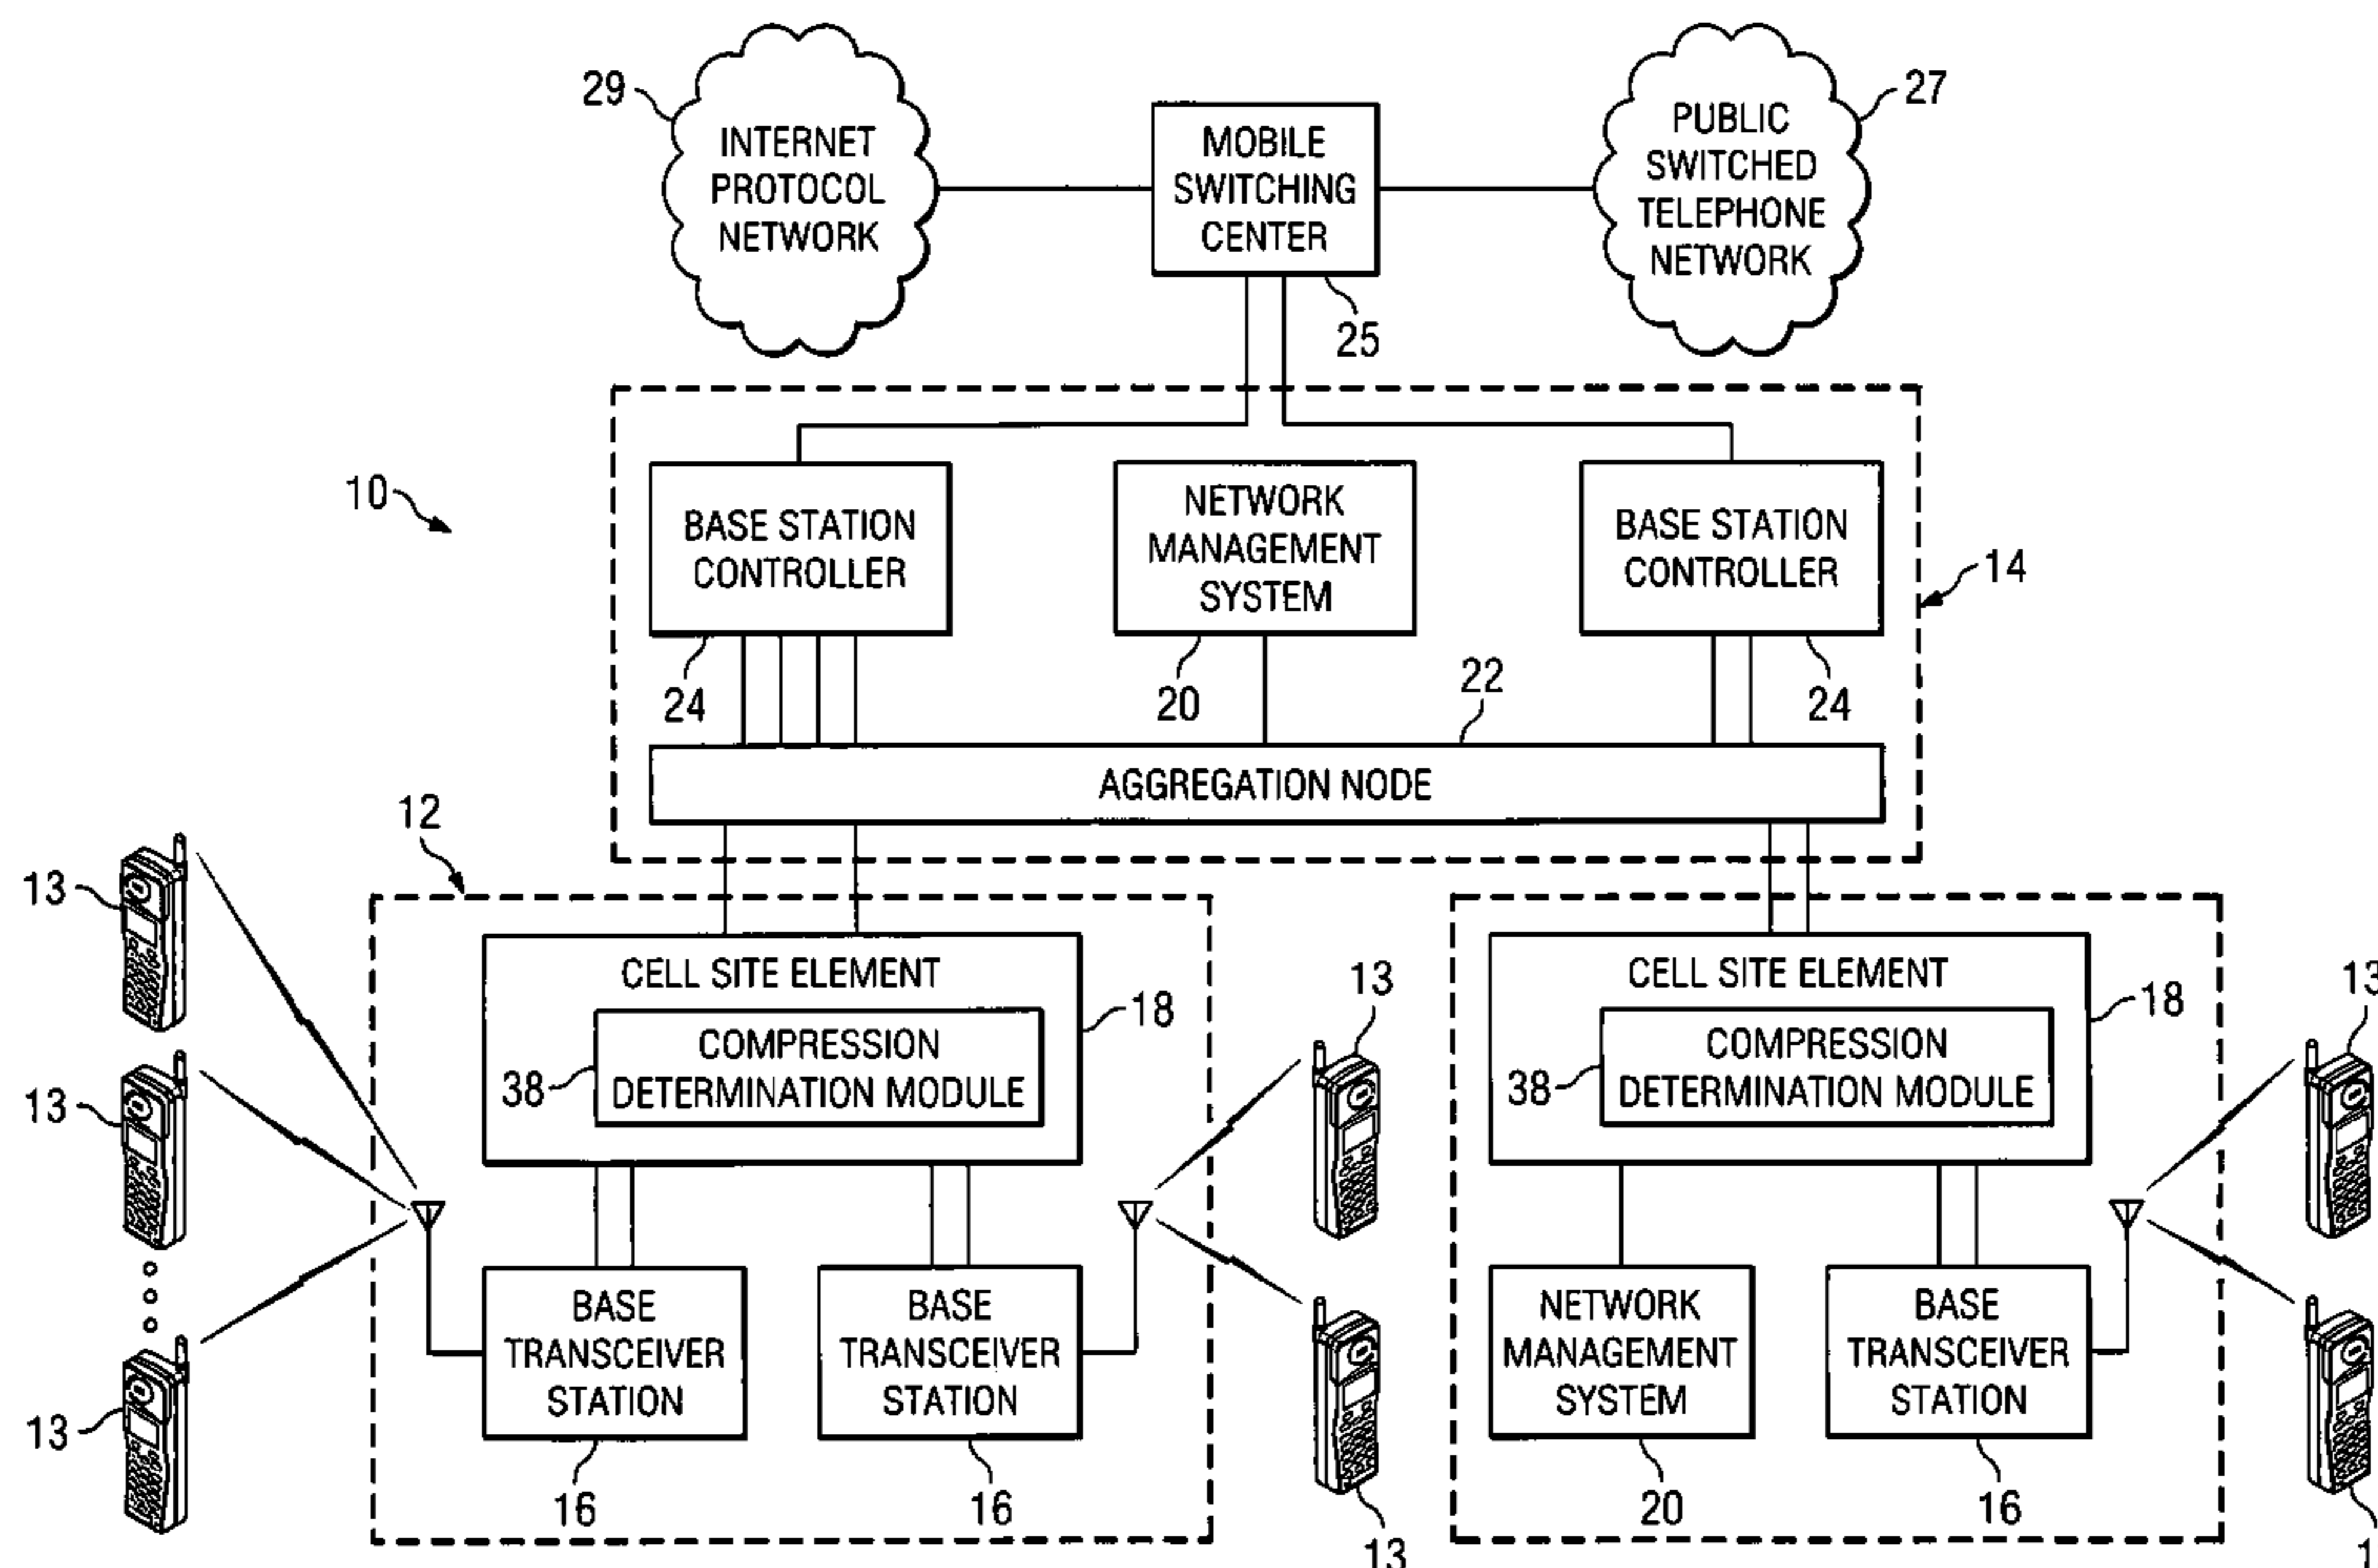 29
INTERNET
PROTOCOL
NETWORK
MOBILE
SWITCHING
CENTER
25
PUBLIC
SWITCHED
TELEPHONE
NETWORK
27
10
BASE STATION
CONTROLLER
24
NETWORK
MANAGEMENT
SYSTEM
20
BASE STATION
CONTROLLER
24
14
22
AGGREGATION NODE
12
13
13
13
CELL SITE ELEMENT
18
COMPRESSION
DETERMINATION MODULE
38
BASE
TRANSCEIVER
STATION
16
BASE
TRANSCEIVER
STATION
16
13
13
CELL SITE ELEMENT
18
COMPRESSION
DETERMINATION MODULE
38
NETWORK
MANAGEMENT
SYSTEM
20
BASE
TRANSCEIVER
STATION
16
13